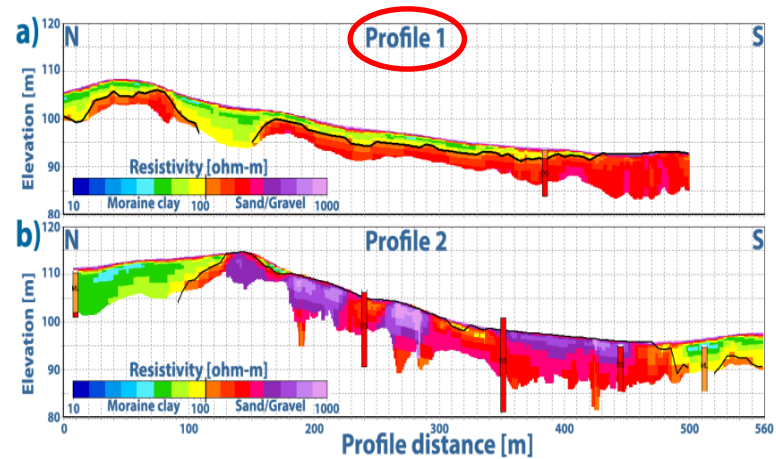 a) N Profile 1 S
Elevation [m]
120
110
100
90
80
Resistivity [ohm-m]
10 Moraine clay 100 Sand/Gravel 1000
b) N Profile 2 S
Elevation [m]
120
110
100
90
80
Resistivity [ohm-m]
10 Moraine clay 100 Sand/Gravel 1000
0 100 200 300 400 500 560
Profile distance [m]